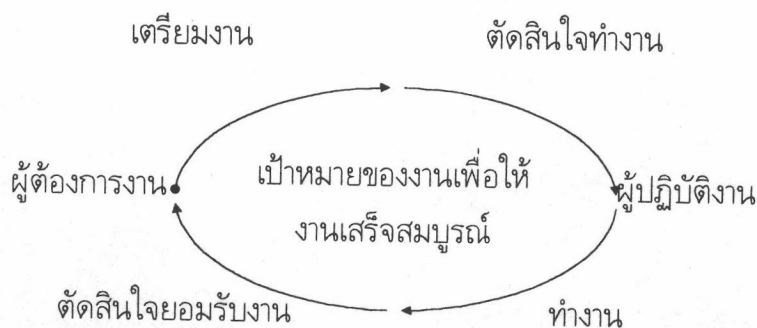 เตรียมงาน
ตัดสินใจทำงาน
ผู้ต้องการงาน
เป้าหมายของงานเพื่อให้
งานเสร็จสมบูรณ์
ผู้ปฏิบัติงาน
ตัดสินใจยอมรับงาน
ทำงาน